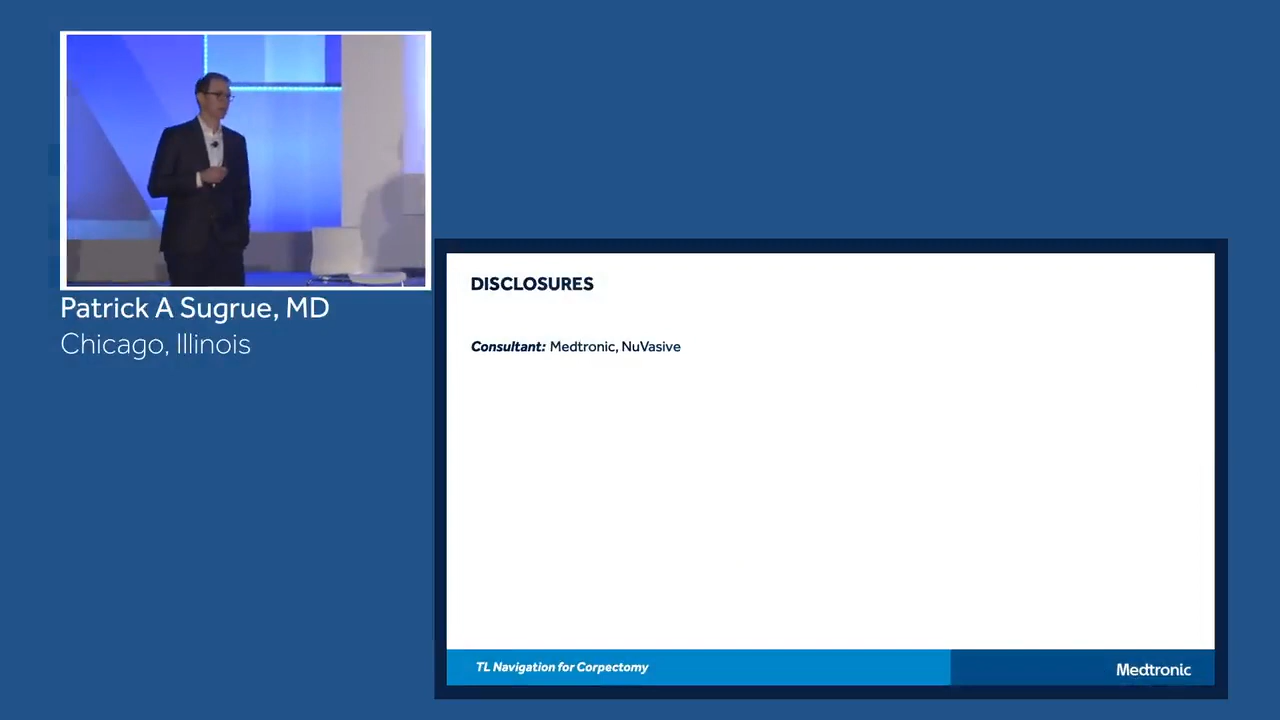 Patrick A Sugrue, MD
Chicago, Illinois
DISCLOSURES
Consultant: Medtronic, NuVasive
TL Navigation for Corpectomy
Medtronic